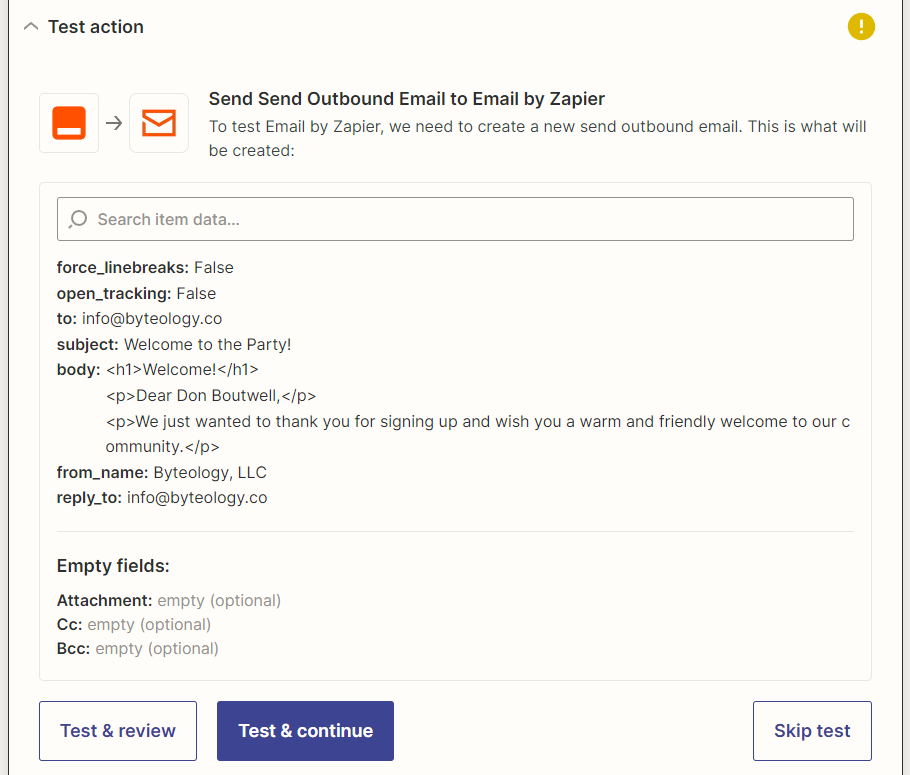 Test action
!
Send Send Outbound Email to Email by Zapier
To test Email by Zapier, we need to create a new send outbound email. This is what will
be created:
Search item data...
force_linebreaks: False
open_tracking: False
to: info@byteology.co
subject: Welcome to the Party!
body: <h1>Welcome!</h1>
<p>Dear Don Boutwell,</p>
<p>We just wanted to thank you for signing up and wish you a warm and friendly welcome to our c
ommunity.</p>
from_name: Byteology, LLC
reply_to: info@byteology.co
Empty fields:
Attachment: empty (optional)
Cc: empty (optional)
Bcc: empty (optional)
Test & review
Test & continue
Skip test